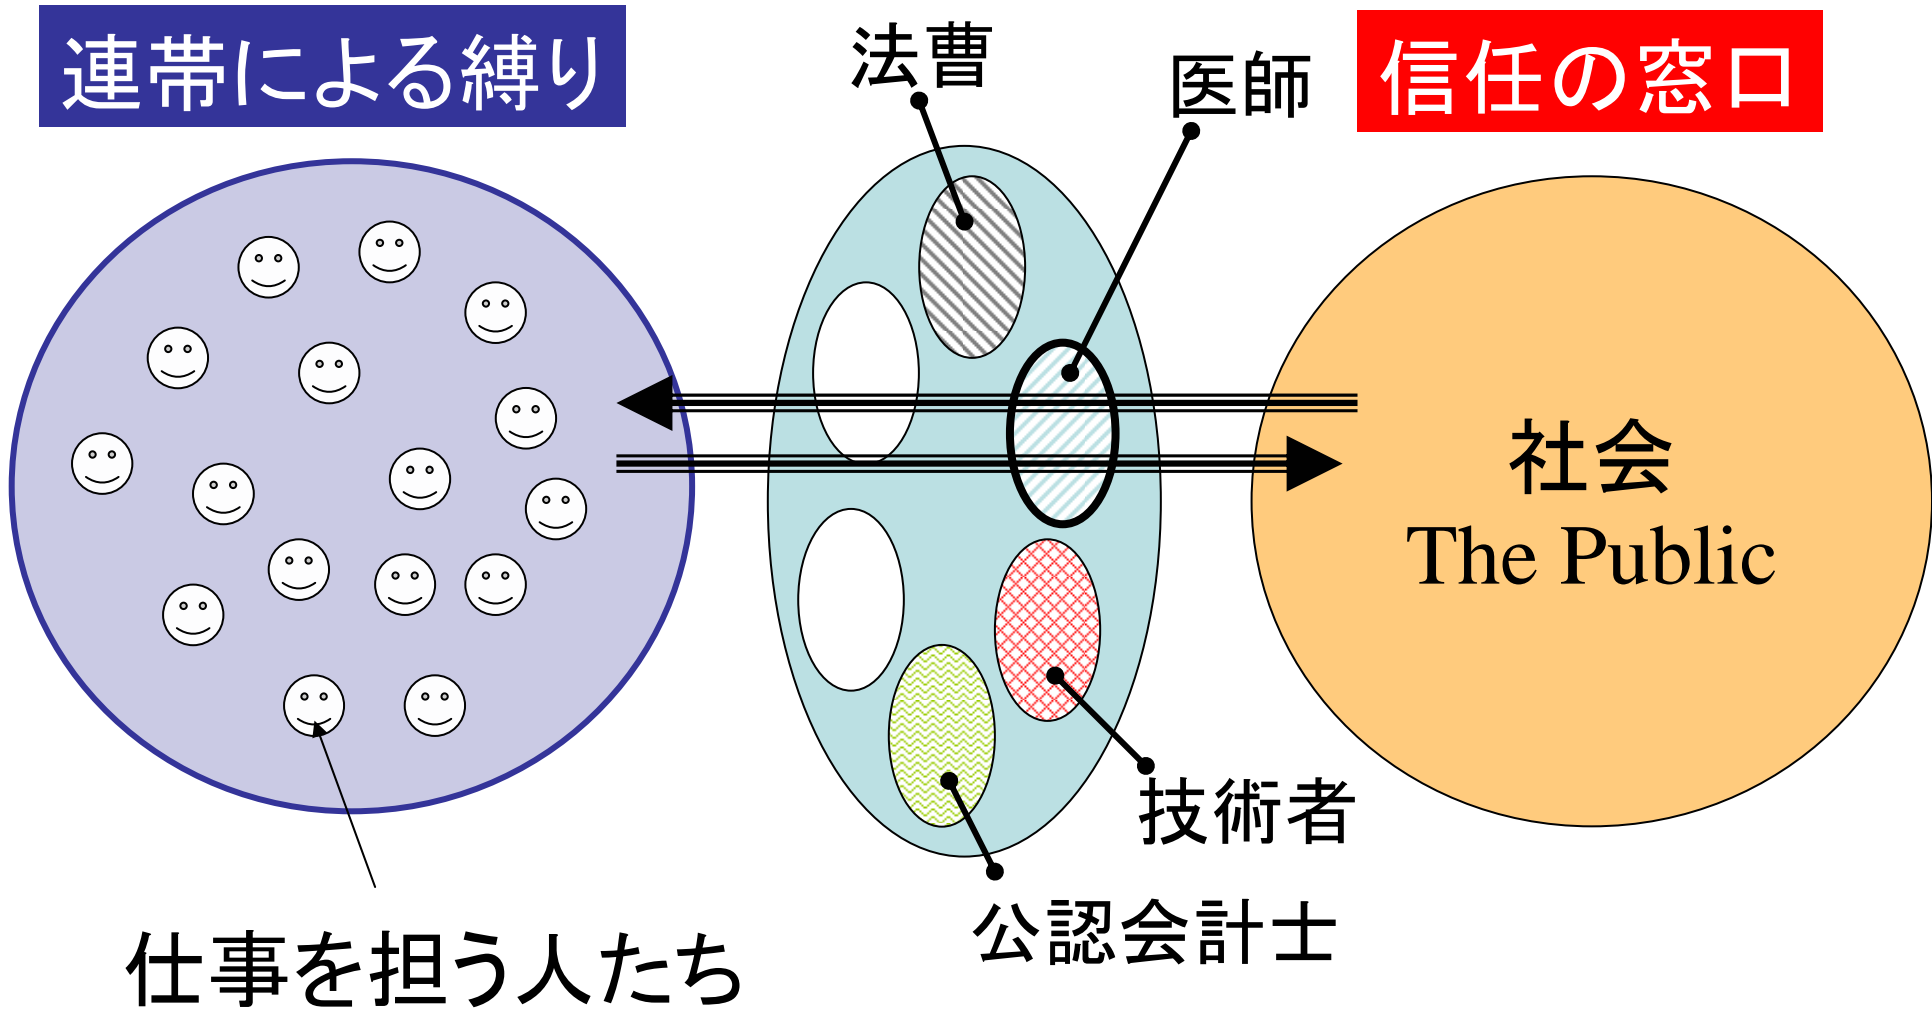 連帯による縛り
法曹
医師
信任の窓口
社会
The Public
技術者
公認会計士
仕事を担う人たち